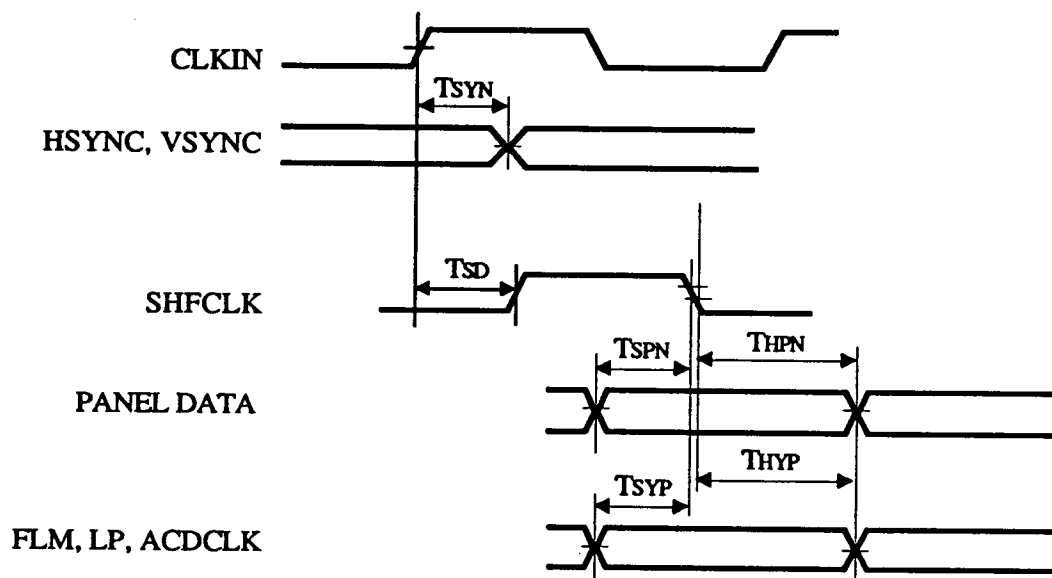 CLKIN
TSYN
HSYNC, VSYNC
TSD
SHFCLK
TSPN
THPN
PANEL DATA
THYP
TSYP
FLM, LP, ACDCLK